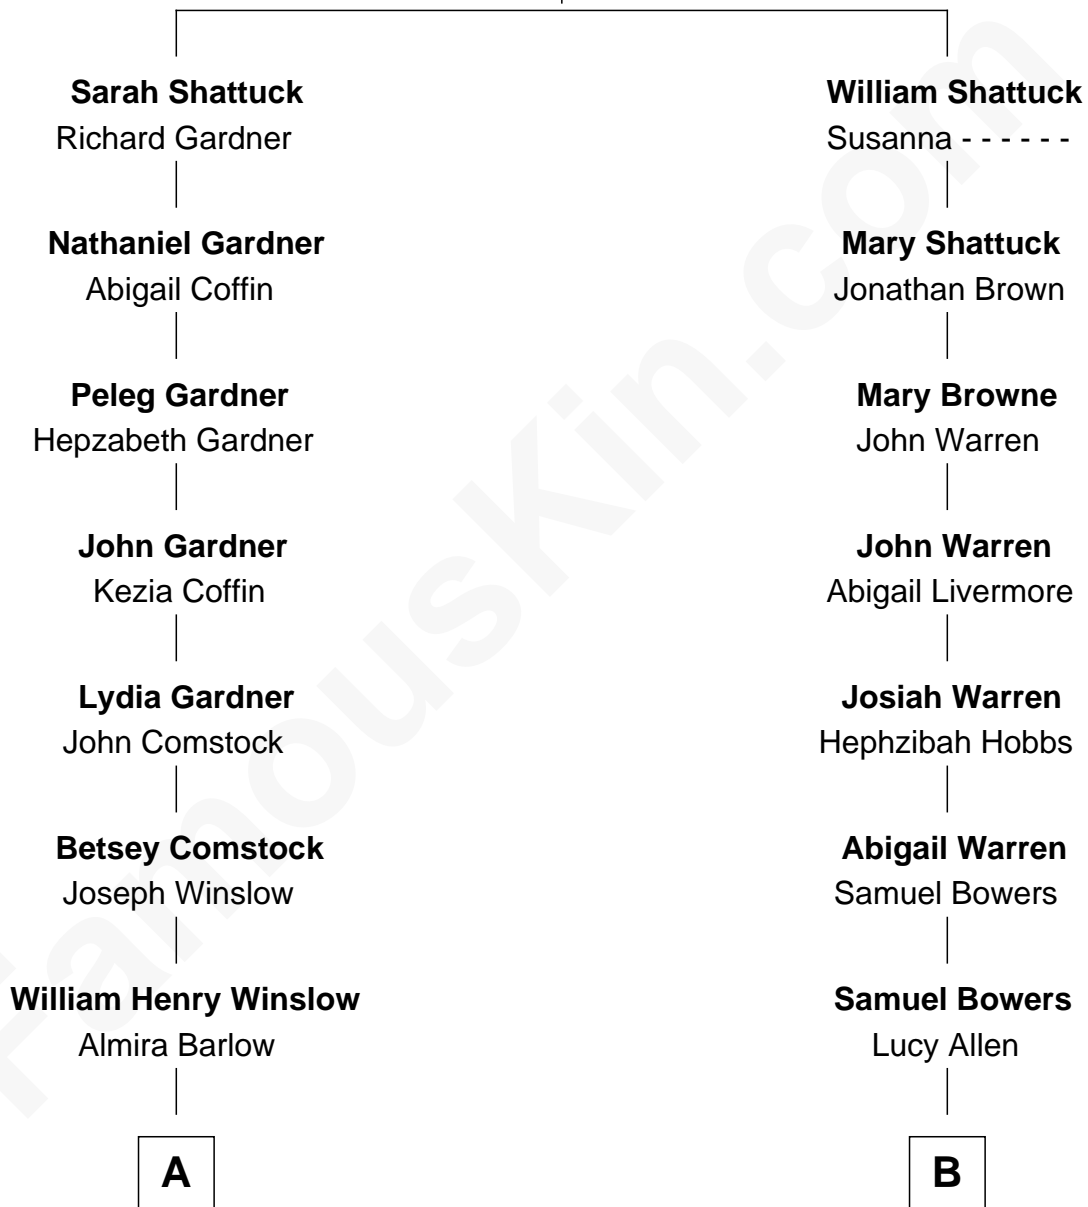 Sarah Shattuck
Richard Gardner
Nathaniel Gardner
Abigail Coffin
Peleg Gardner
Hepzabeth Gardner
John Gardner
Kezia Coffin
Lydia Gardner
John Comstock
Betsey Comstock
Joseph Winslow
William Henry Winslow
Almira Barlow
A
William Shattuck
Susanna - - - - - -
Mary Shattuck
Jonathan Brown
Mary Browne
John Warren
John Warren
Abigail Livermore
Josiah Warren
Hephzibah Hobbs
Abigail Warren
Samuel Bowers
Samuel Bowers
Lucy Allen
B
FamousKin.com